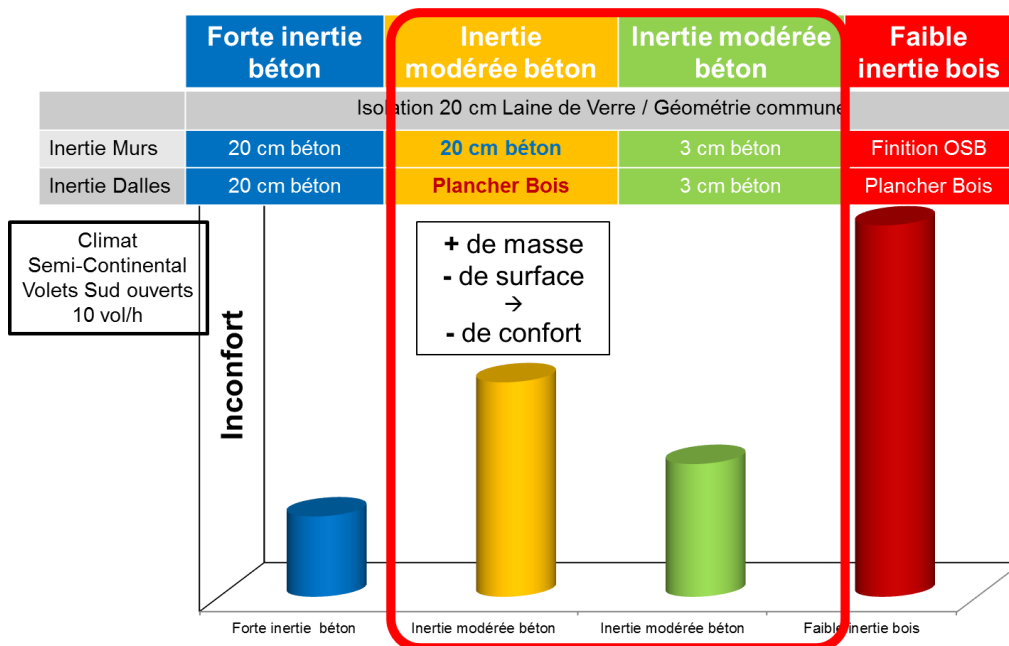 Forte inertie
béton
Inertie
modérée béton
Inertie modérée
béton
Faible
inertie bois
Isolation 20 cm Laine de Verre / Géométrie commune
Inertie Murs
20 cm béton
20 cm béton
3 cm béton
Finition OSB
Inertie Dalles
20 cm béton
Plancher Bois
3 cm béton
Plancher Bois
Climat
Semi-Continental
Volets Sud ouverts
10 vol/h
Inconfort
+ de masse
- de surface
→
- de confort
Forte inertie béton
Inertie modérée béton
Inertie modérée béton
Faible inertie bois